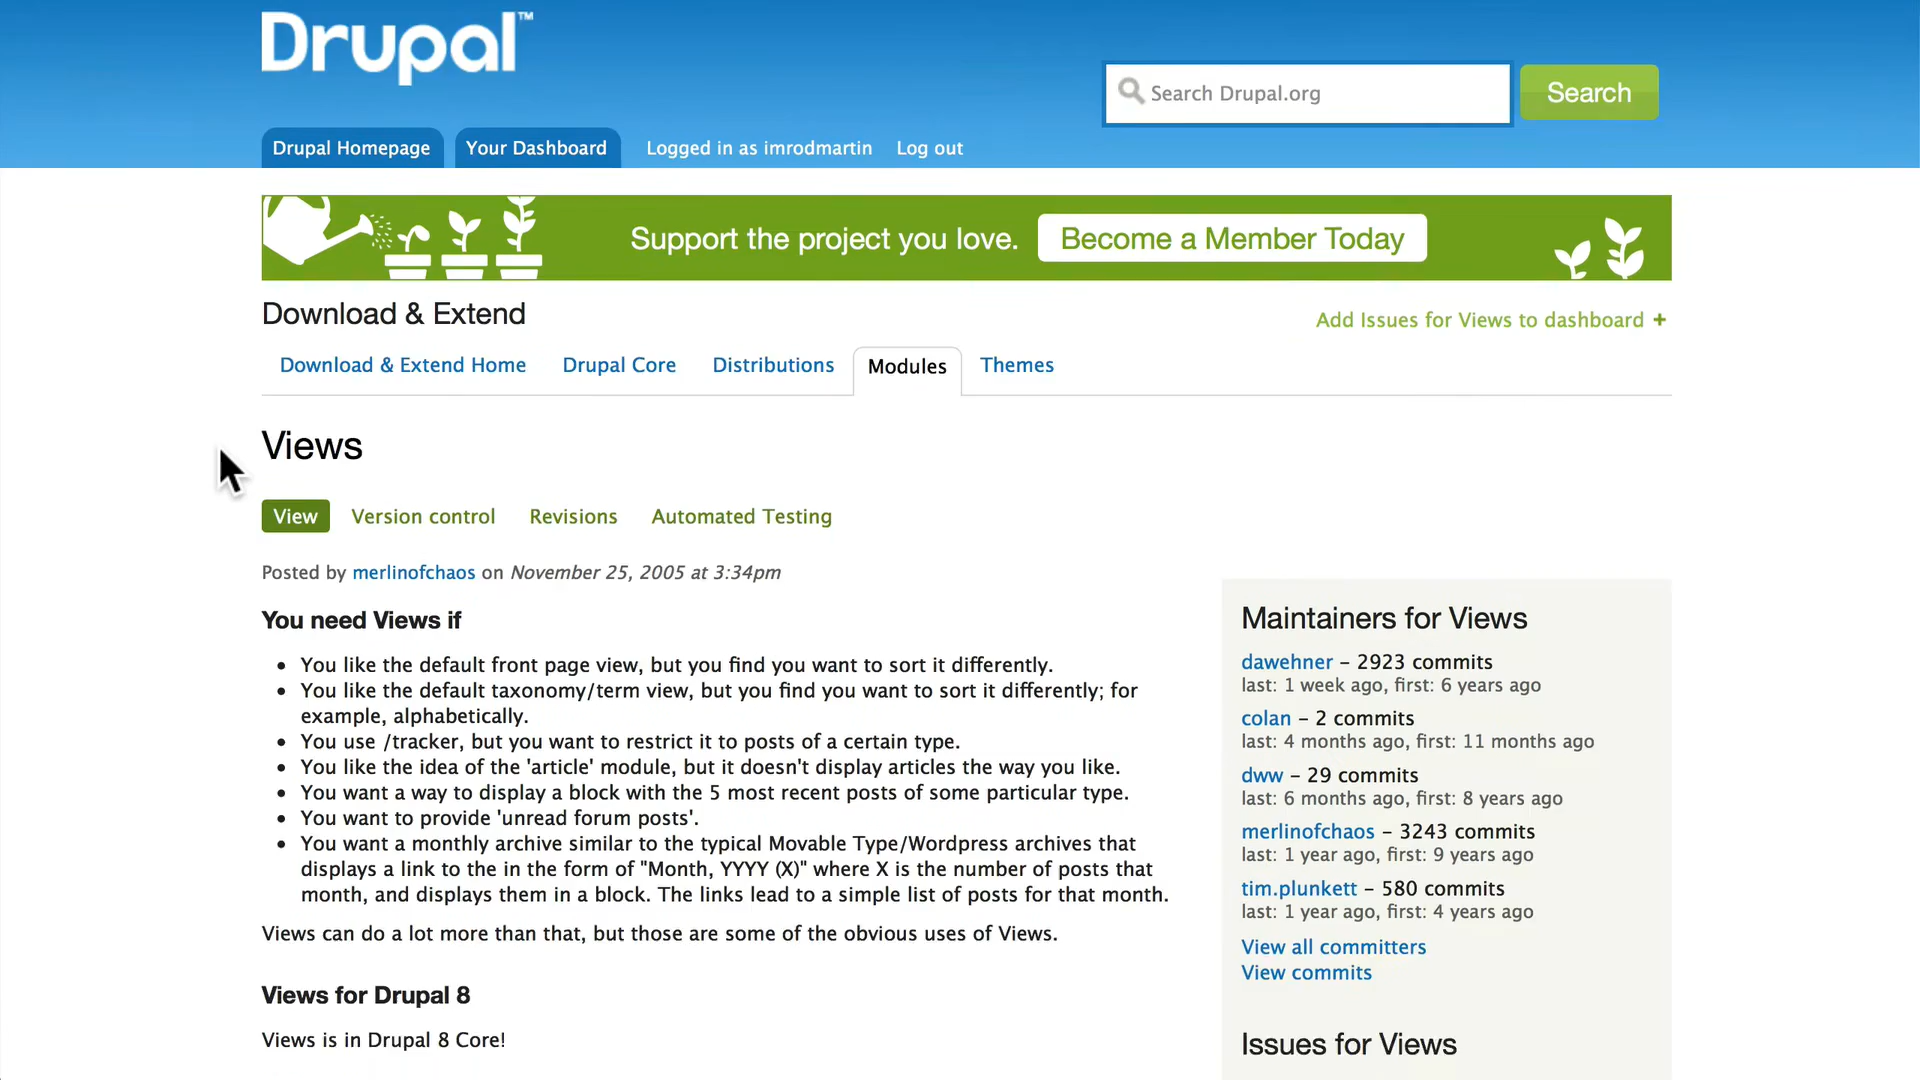 Drupal™
Search Drupal.org
Search
Drupal Homepage
Your Dashboard
Logged in as imrodmartin
Log out
Support the project you love.
Become a Member Today
Download & Extend
Add Issues for Views to dashboard +
Download & Extend Home
Drupal Core
Distributions
Modules
Themes
Views
View
Version control
Revisions
Automated Testing
Posted by merlinofchaos on November 25, 2005 at 3:34pm
You need Views if
• You like the default front page view, but you find you want to sort it differently.
• You like the default taxonomy/term view, but you find you want to sort it differently; for
example, alphabetically.
• You use /tracker, but you want to restrict it to posts of a certain type.
• You like the idea of the 'article' module, but it doesn't display articles the way you like.
• You want a way to display a block with the 5 most recent posts of some particular type.
• You want to provide 'unread forum posts'.
• You want a monthly archive similar to the typical Movable Type/Wordpress archives that
displays a link to the in the form of "Month, YYYY (X)" where X is the number of posts that
month, and displays them in a block. The links lead to a simple list of posts for that month.
Views can do a lot more than that, but those are some of the obvious uses of Views.
Views for Drupal 8
Views is in Drupal 8 Core!
Maintainers for Views
dawehner – 2923 commits
last: 1 week ago, first: 6 years ago
colan – 2 commits
last: 4 months ago, first: 11 months ago
dww – 29 commits
last: 6 months ago, first: 8 years ago
merlinofchaos – 3243 commits
last: 1 year ago, first: 9 years ago
tim.plunkett – 580 commits
last: 1 year ago, first: 4 years ago
View all committers
View commits
Issues for Views